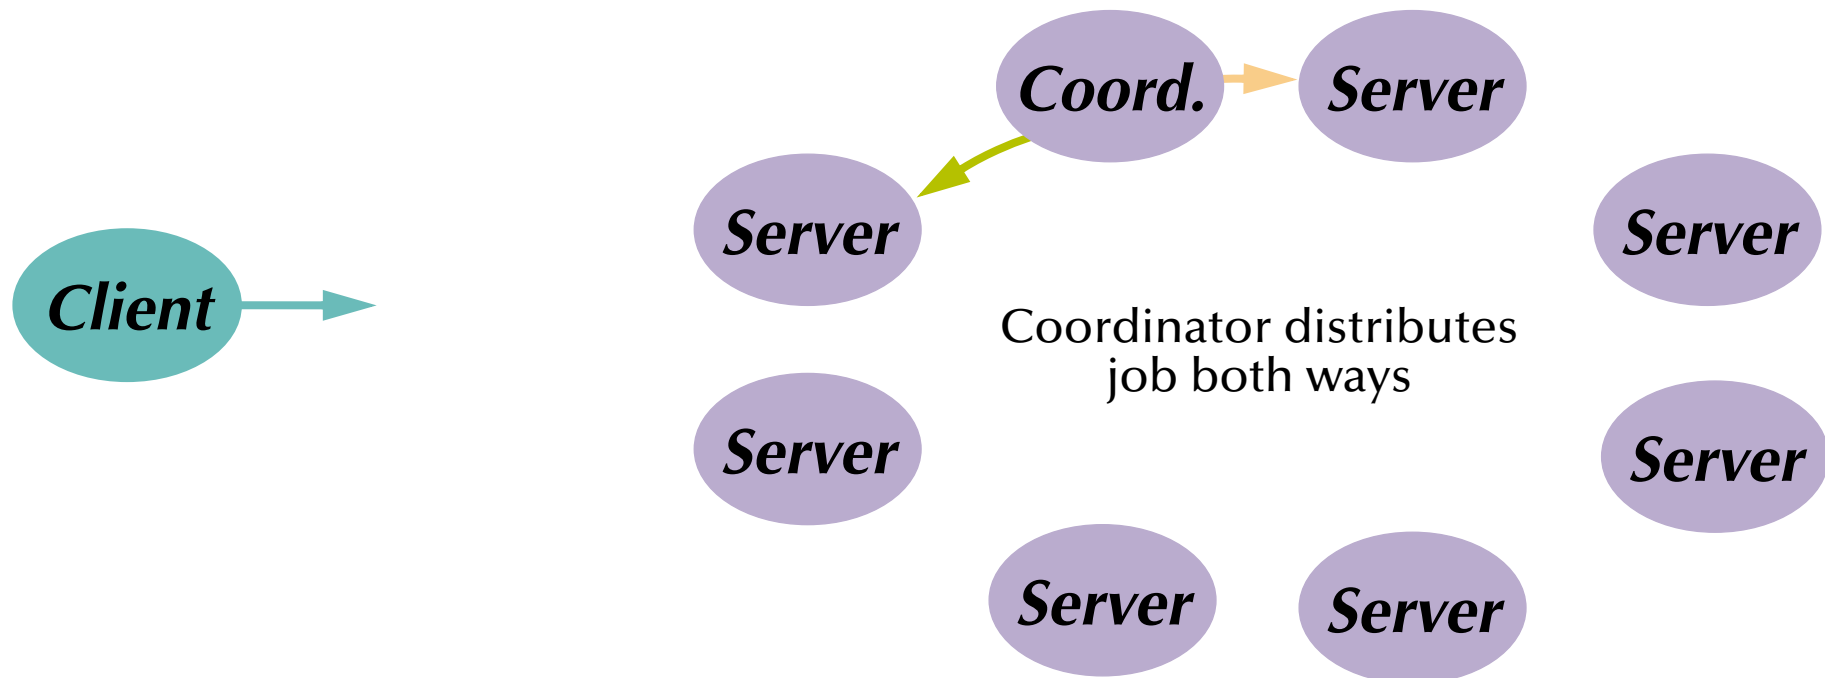 Coord.
Server
Server
Server
Client
Coordinator distributes
job both ways
Server
Server
Server
Server